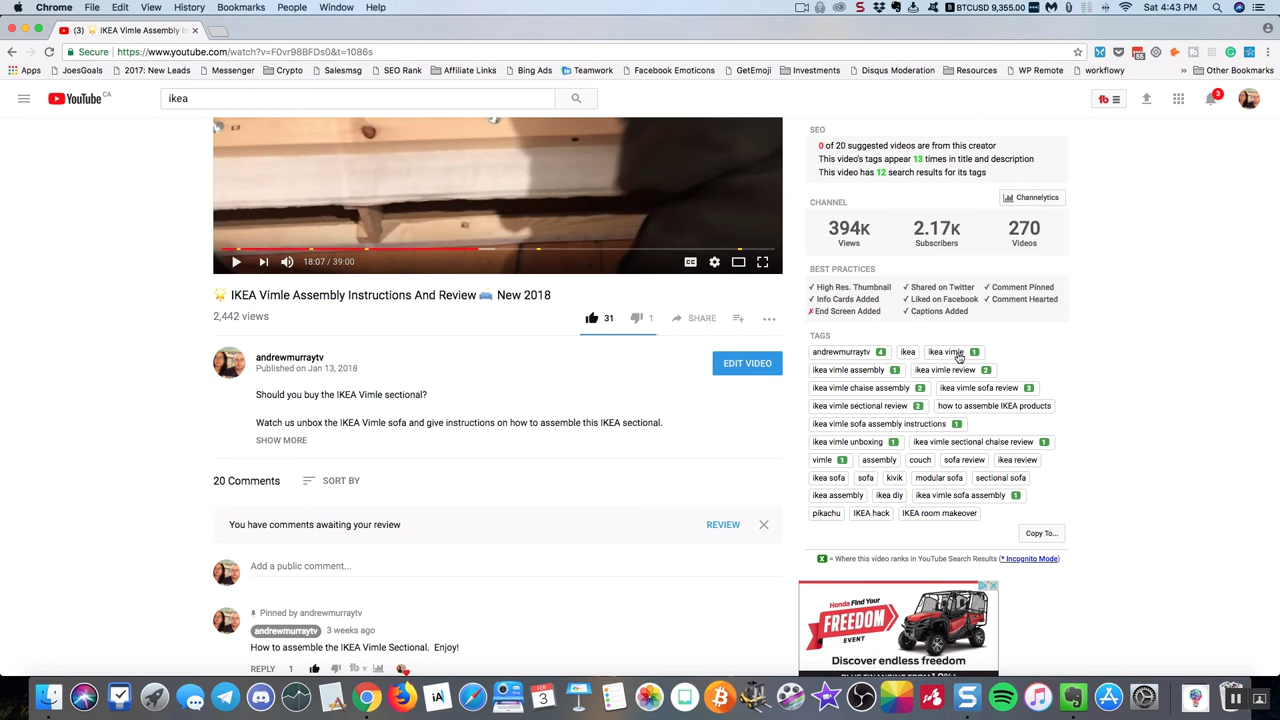 Chrome File Edit View History Bookmarks People Window Help
BTCUSD 9,355.00
Sat 4:43 PM
(3) IKEA Vimle Assembly In
Secure https://www.youtube.com/watch?v=F0vr98BFDs0&t=1086s
Apps JoesGoals 2017: New Leads Messenger Crypto Salesmsg SEO Rank Affiliate Links Bing Ads Teamwork Facebook Emoticons GetEmoji Investments Disqus Moderation Resources WP Remote workflowy » Other Bookmarks
YouTube CA
ikea
tb
3
SEO
0 of 20 suggested videos are from this creator
This video's tags appear 13 times in title and description
This video has 12 search results for its tags
CHANNEL
Channelytics
394K 2.17K 270
Views Subscribers Videos
BEST PRACTICES
✓ High Res. Thumbnail ✓ Shared on Twitter ✓ Comment Pinned
✓ Info Cards Added ✓ Liked on Facebook ✓ Comment Hearted
✗ End Screen Added ✓ Captions Added
18:07 / 39:00
CC
🌟 IKEA Vimle Assembly Instructions And Review 🛋 New 2018
2,442 views
31 1 SHARE
andrewmurraytv
Published on Jan 13, 2018
EDIT VIDEO
Should you buy the IKEA Vimle sectional?
Watch us unbox the IKEA Vimle sofa and give instructions on how to assemble this IKEA sectional.
SHOW MORE
20 Comments SORT BY
You have comments awaiting your review REVIEW
Add a public comment...
Pinned by andrewmurraytv
andrewmurraytv 3 weeks ago
How to assemble the IKEA Vimle Sectional. Enjoy!
REPLY 1 tb
TAGS
andrewmurraytv 4 ikea ikea vimle 1
ikea vimle assembly 1 ikea vimle review 2
ikea vimle chaise assembly 2 ikea vimle sofa review 3
ikea vimle sectional review 2 how to assemble IKEA products
ikea vimle sofa assembly instructions 1
ikea vimle unboxing 1 ikea vimle sectional chaise review 1
vimle 1 assembly couch sofa review ikea review
ikea sofa sofa kivik modular sofa sectional sofa
ikea assembly ikea diy ikea vimle sofa assembly 1
pikachu IKEA hack IKEA room makeover
Copy To...
X = Where this video ranks in YouTube Search Results (* Incognito Mode)
Honda Find Your
FREEDOM
EVENT
Discover endless freedom
FEB
3
iA